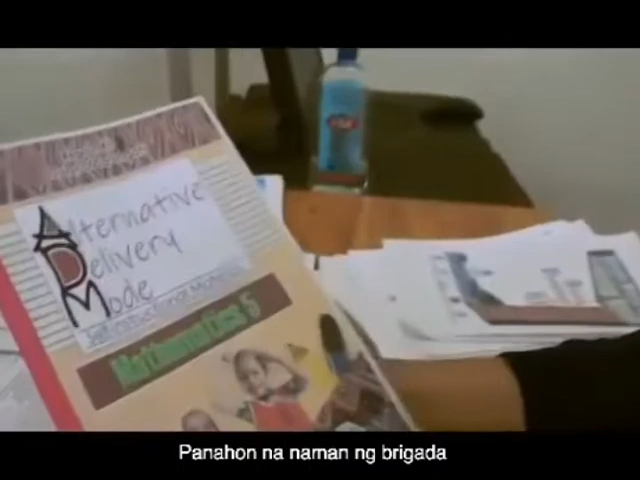 Alternative
Delivery
Mode
Mathematics 5
Panahon na naman ng brigada